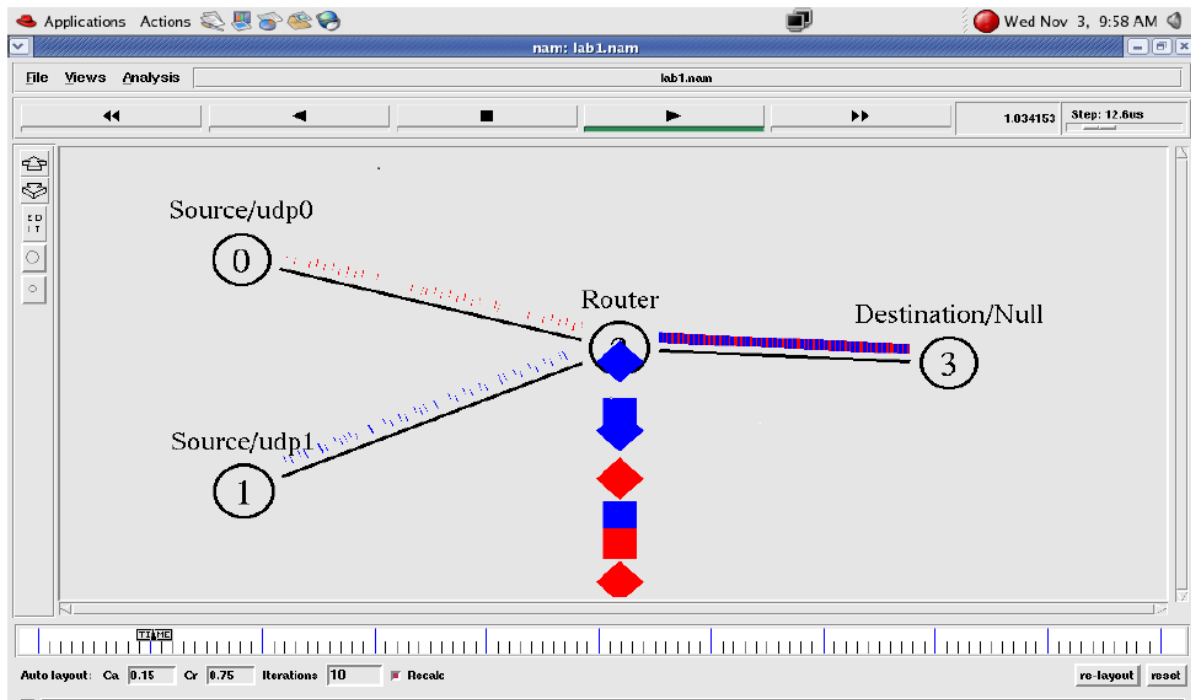 Applications Actions Wed Nov 3, 9:58 AM
nam: lab1.nam
File Views Analysis lab1.nam
1.034153 Step: 12.6us
E D
I T
Source/udp0
0
Router
Destination/Null
3
Source/udp1
1
TIME
Auto layout: Ca 0.15 Cr 0.75 Iterations 10 Recalc re-layout reset